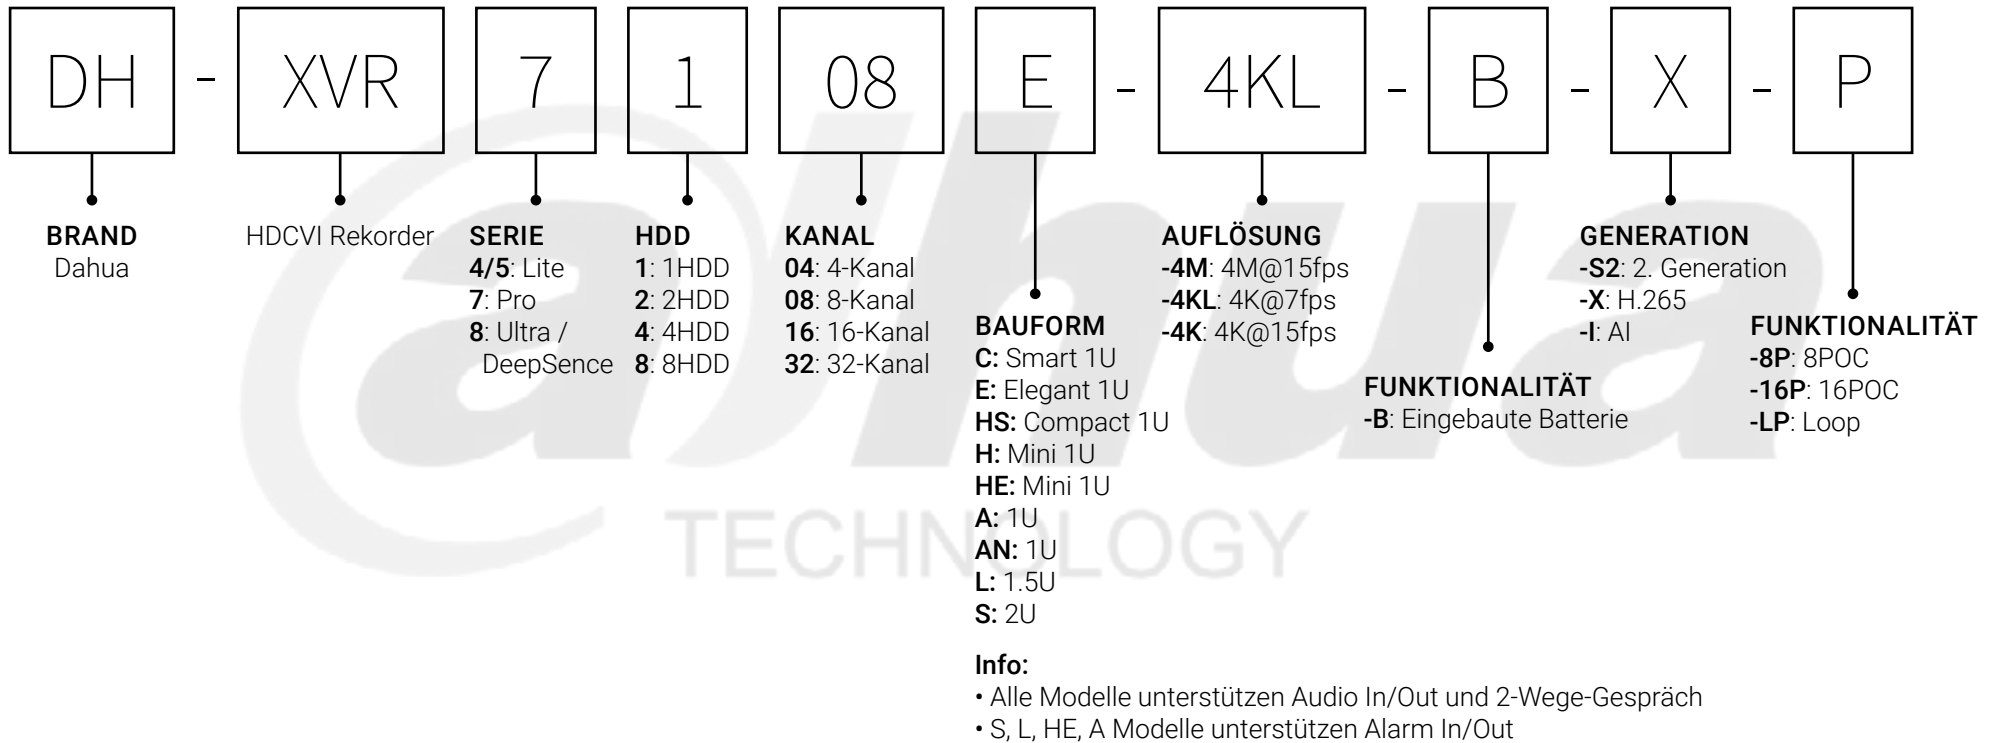 DH - XVR 7 1 08 E - 4KL - B - X - P
BRAND
Dahua
HDCVI Rekorder
SERIE
4/5: Lite
7: Pro
8: Ultra /
DeepSence
HDD
1: 1HDD
2: 2HDD
4: 4HDD
8: 8HDD
KANAL
04: 4-Kanal
08: 8-Kanal
16: 16-Kanal
32: 32-Kanal
BAUFORM
C: Smart 1U
E: Elegant 1U
HS: Compact 1U
H: Mini 1U
HE: Mini 1U
A: 1U
AN: 1U
L: 1.5U
S: 2U
AUFLÖSUNG
-4M: 4M@15fps
-4KL: 4K@7fps
-4K: 4K@15fps
FUNKTIONALITÄT
-B: Eingebaute Batterie
GENERATION
-S2: 2. Generation
-X: H.265
-I: AI
FUNKTIONALITÄT
-8P: 8POC
-16P: 16POC
-LP: Loop
Info:
• Alle Modelle unterstützen Audio In/Out und 2-Wege-Gespräch
• S, L, HE, A Modelle unterstützen Alarm In/Out
alhua
TECHNOLOGY